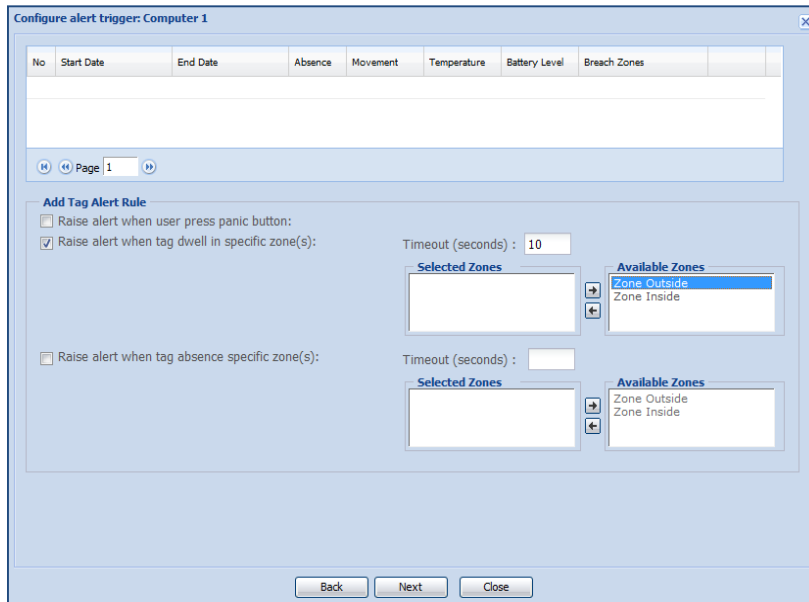 Configure alert trigger: Computer 1
No Start Date End Date Absence Movement Temperature Battery Level Breach Zones
Page 1
Add Tag Alert Rule
Raise alert when user press panic button:
Raise alert when tag dwell in specific zone(s): Timeout (seconds) : 10
Selected Zones Available Zones
Zone Outside
Zone Inside
Raise alert when tag absence specific zone(s): Timeout (seconds) :
Selected Zones Available Zones
Zone Outside
Zone Inside
Back Next Close